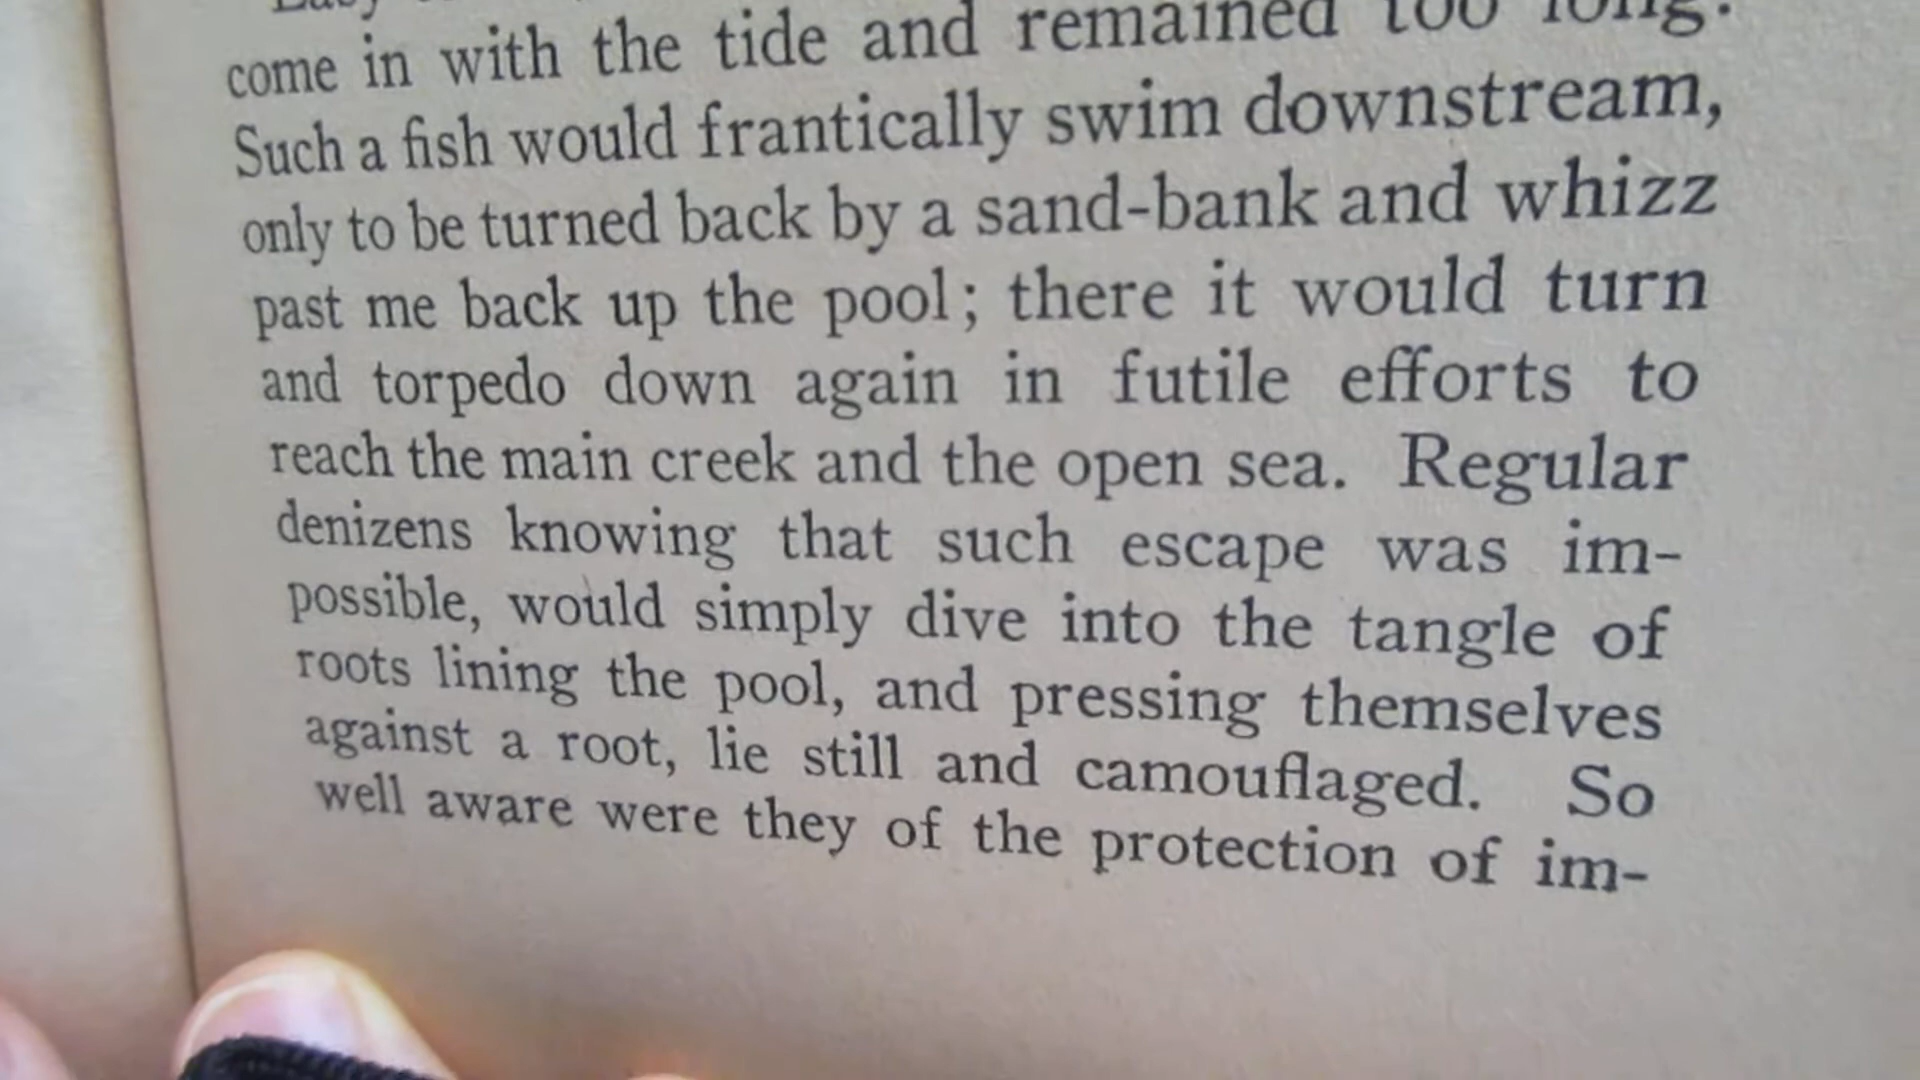 come in with the tide and remained too long.
Such a fish would frantically swim downstream,
only to be turned back by a sand-bank and whizz
past me back up the pool; there it would turn
and torpedo down again in futile efforts to
reach the main creek and the open sea. Regular
denizens knowing that such escape was im-
possible, would simply dive into the tangle of
roots lining the pool, and pressing themselves
against a root, lie still and camouflaged. So
well aware were they of the protection of im-